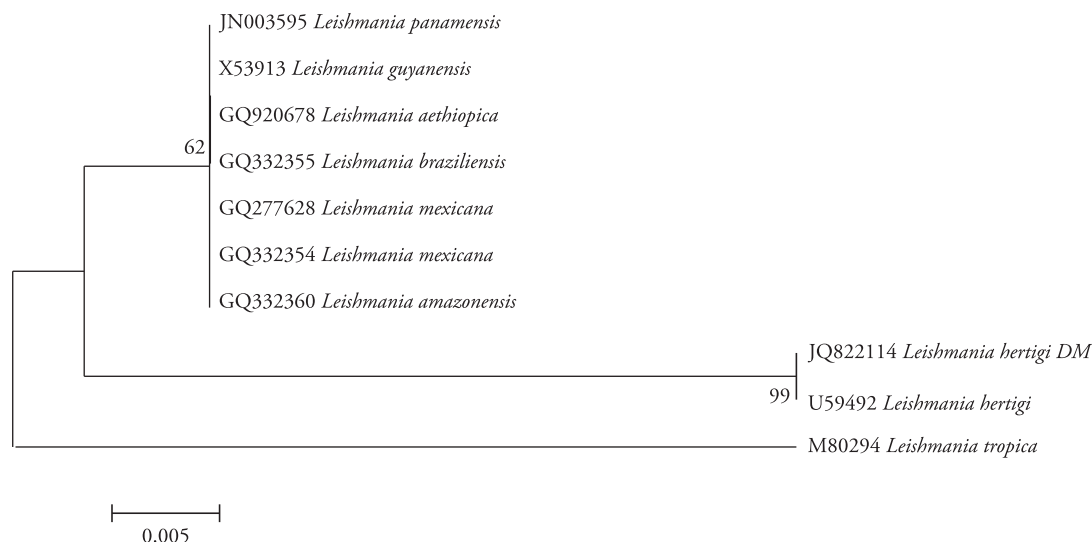 JN003595 Leishmania panamensis
X53913 Leishmania guyanensis
GQ920678 Leishmania aethiopica
62
GQ332355 Leishmania braziliensis
GQ277628 Leishmania mexicana
GQ332354 Leishmania mexicana
GQ332360 Leishmania amazonensis
JQ822114 Leishmania hertigi DM
99
U59492 Leishmania hertigi
M80294 Leishmania tropica
0.005